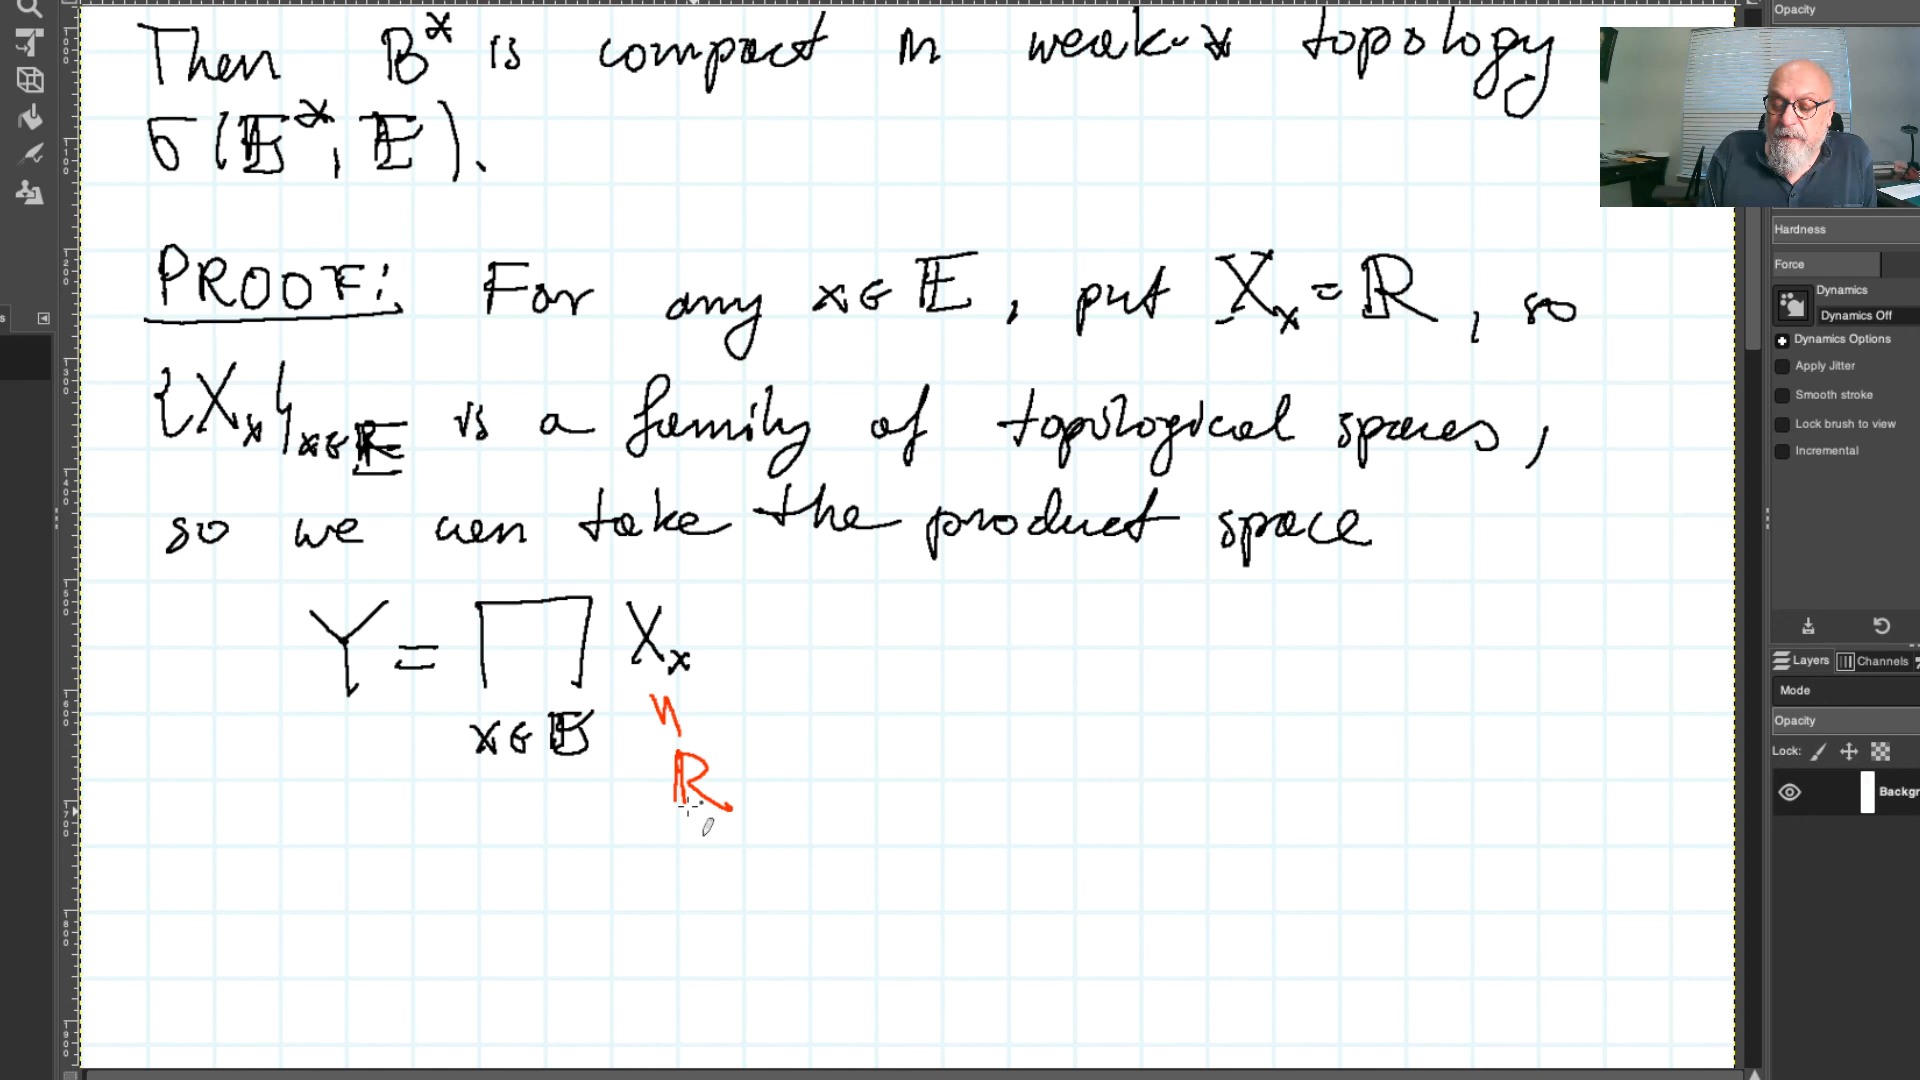 Then B* is compact in weak-* topology
σ(E*, E).
PROOF: For any x ∈ E, put X_x = R, so
{X_x}_{x∈E} is a family of topological spaces,
so we can take the product space
Y = ∏ X_x
x ∈ E
R
Opacity
Hardness
Force
Dynamics
Dynamics Off
Dynamics Options
Apply Jitter
Smooth stroke
Lock brush to view
Incremental
Layers Channels
Mode
Opacity
Lock:
Backgr